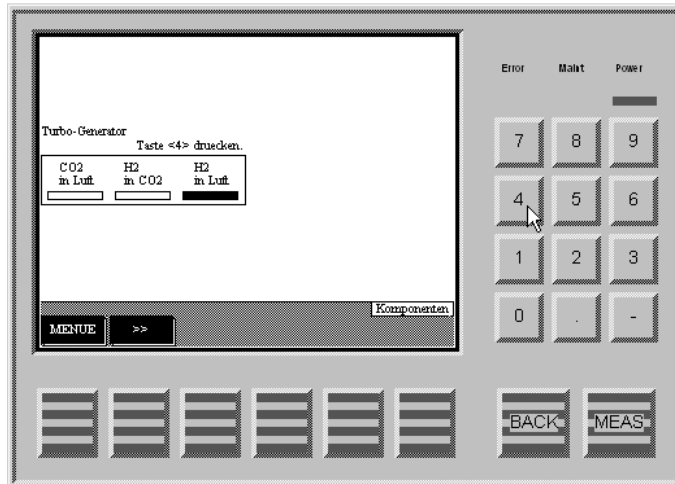 Error Maint Power
Turbo-Generator
Taste <4> druecken.
CO2 H2 H2
in Luft in CO2 in Luft
Komponenten
MENUE >>
7 8 9
4 5 6
1 2 3
0 . -
BACK MEAS